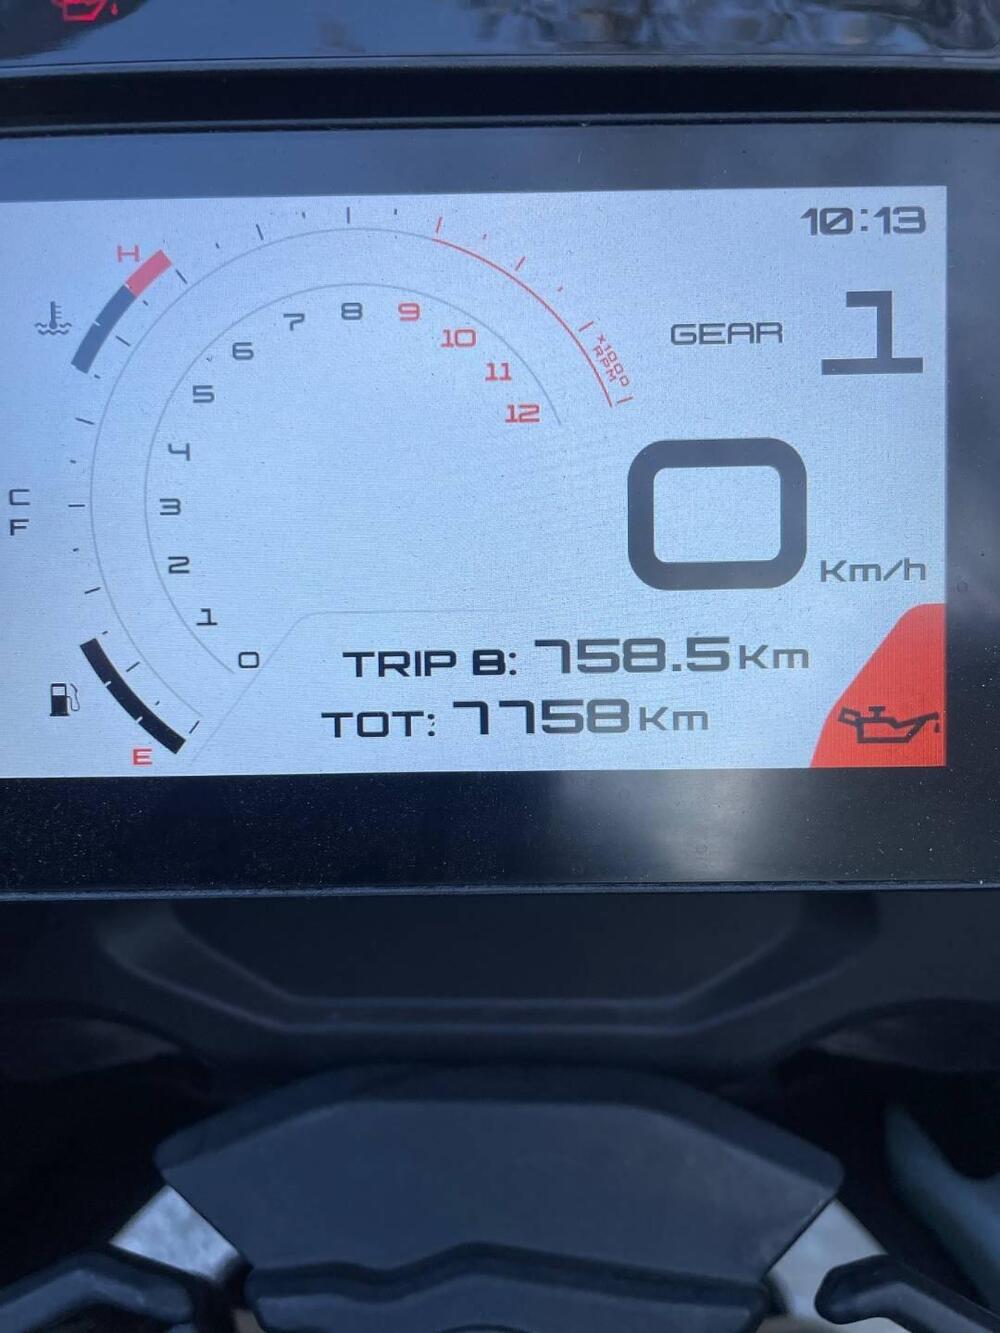 10:13
H
GEAR 1
7 8 9 10 11 12
x1000 RPM
6
5
4
3
2
1
0
C
F
0 Km/h
TRIP B: 758.5 Km
TOT: 7758 Km
E